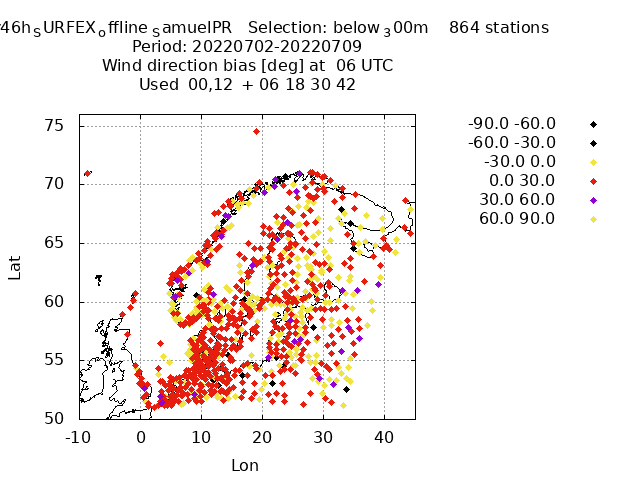 46h_SURFEX_offline_SamuelPR Selection: below_300m 864 stations
Period: 20220702-20220709
Wind direction bias [deg] at 06 UTC
Used 00,12 + 06 18 30 42
-90.0 -60.0
-60.0 -30.0
-30.0 0.0
0.0 30.0
30.0 60.0
60.0 90.0
75
70
65
60
55
50
Lat
-10 0 10 20 30 40
Lon